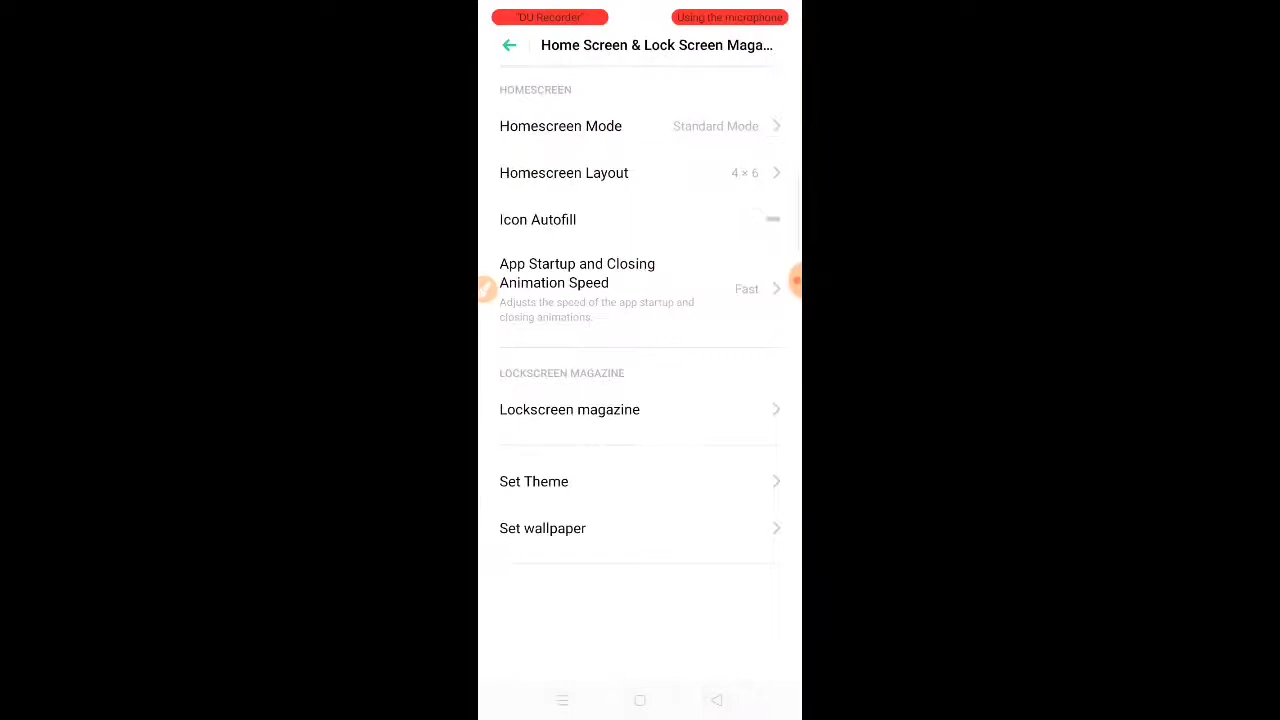 "DU Recorder" Using the microphone
Home Screen & Lock Screen Maga...
HOMESCREEN
Homescreen Mode Standard Mode
Homescreen Layout 4 × 6
Icon Autofill
App Startup and Closing
Animation Speed
Fast
Adjusts the speed of the app startup and
closing animations.
LOCKSCREEN MAGAZINE
Lockscreen magazine
Set Theme
Set wallpaper